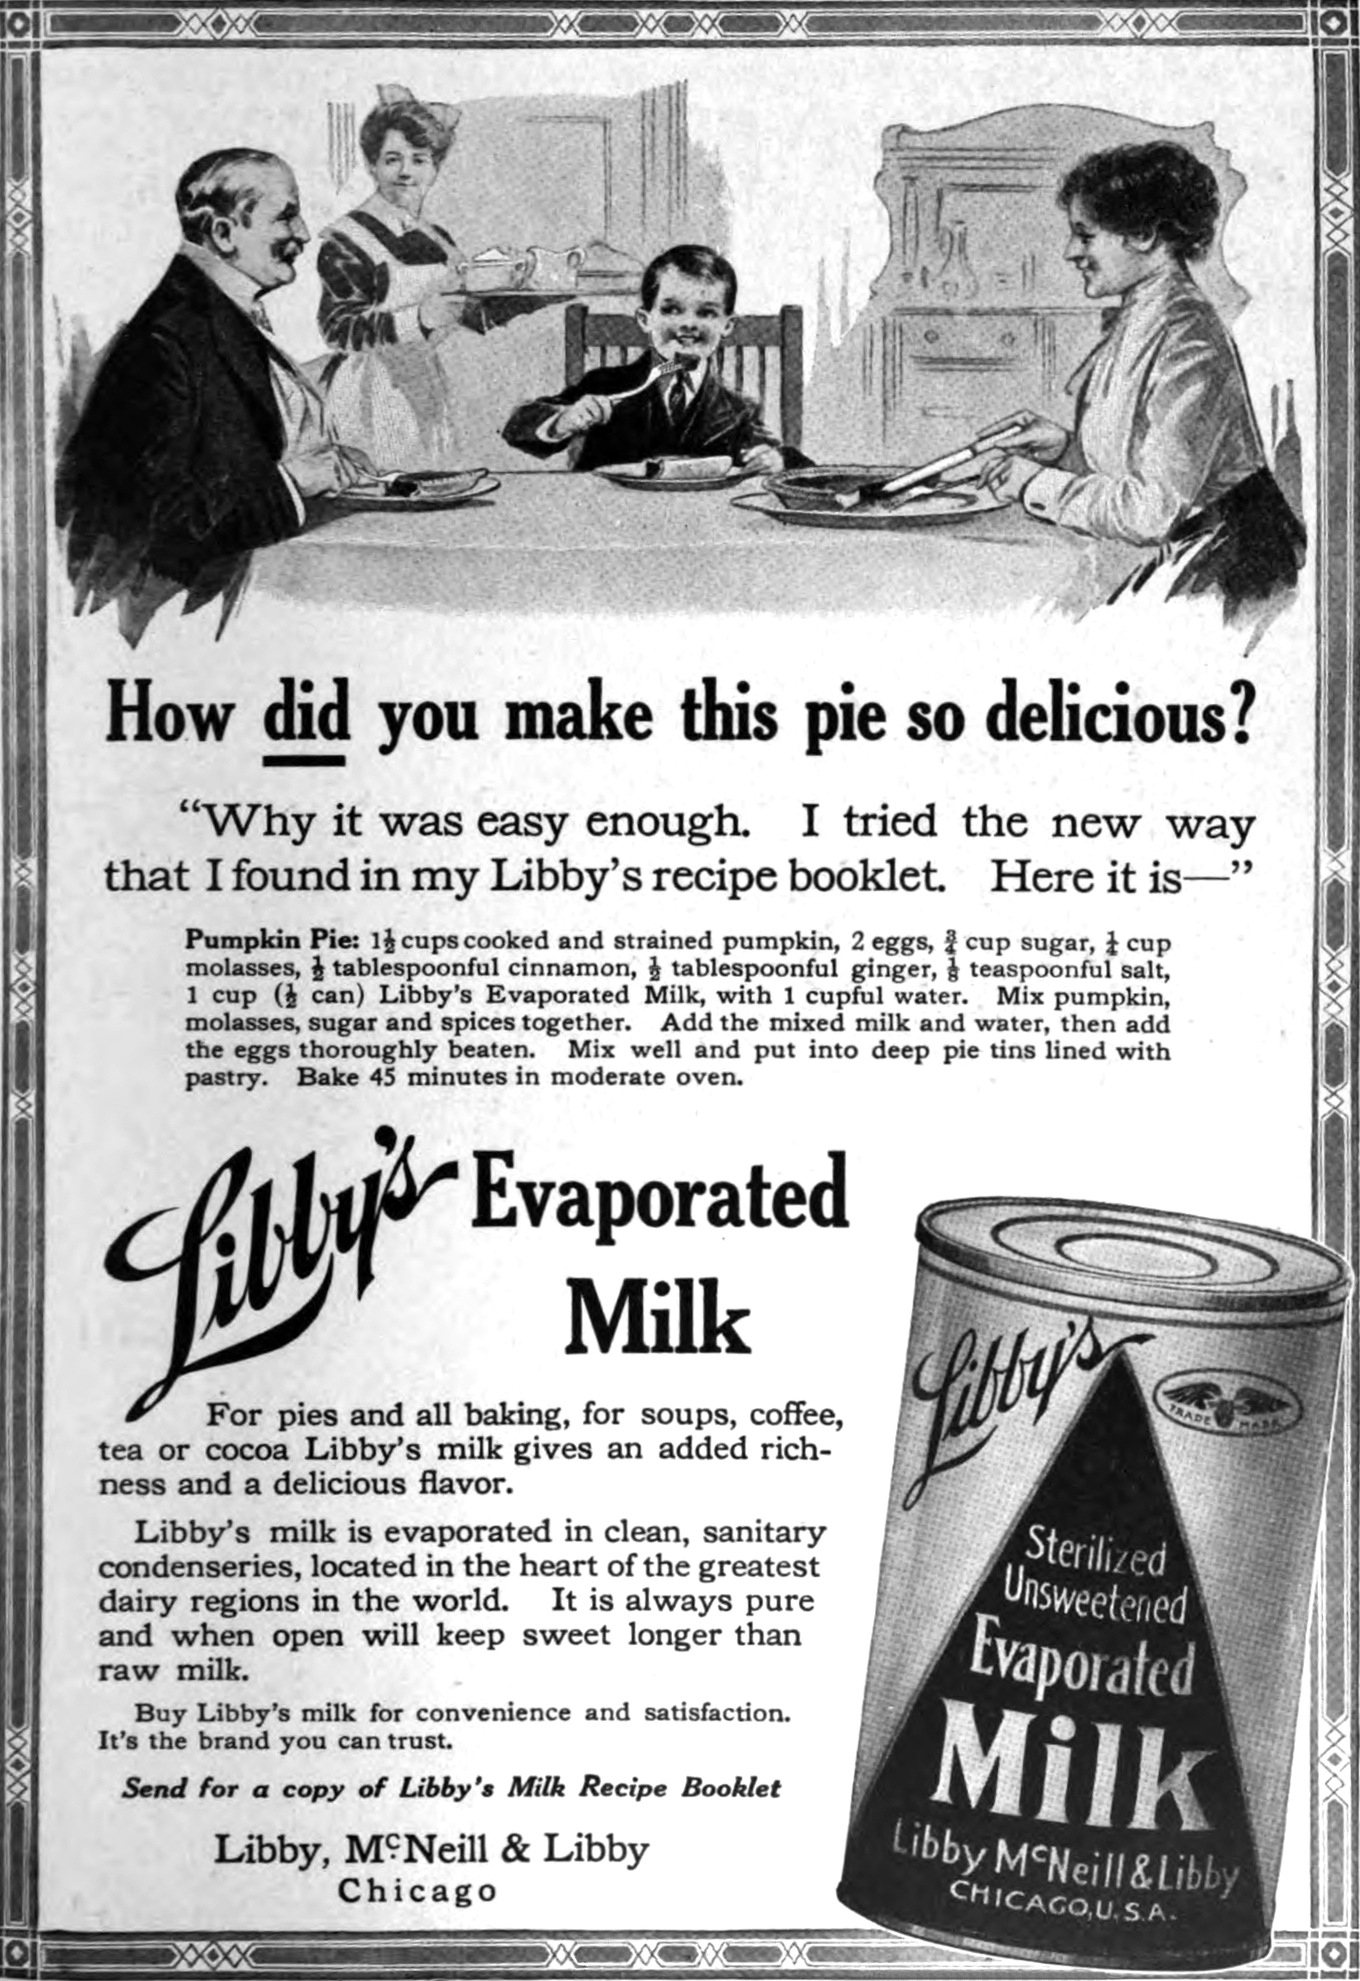 How did you make this pie so delicious?
“Why it was easy enough. I tried the new way
that I found in my Libby’s recipe booklet. Here it is—”
Pumpkin Pie: 1½ cups cooked and strained pumpkin, 2 eggs, ¾ cup sugar, ¼ cup
molasses, ½ tablespoonful cinnamon, ½ tablespoonful ginger, ⅛ teaspoonful salt,
1 cup (½ can) Libby’s Evaporated Milk, with 1 cupful water. Mix pumpkin,
molasses, sugar and spices together. Add the mixed milk and water, then add
the eggs thoroughly beaten. Mix well and put into deep pie tins lined with
pastry. Bake 45 minutes in moderate oven.
Libby's Evaporated
Milk
For pies and all baking, for soups, coffee,
tea or cocoa Libby’s milk gives an added rich-
ness and a delicious flavor.
Libby’s milk is evaporated in clean, sanitary
condenseries, located in the heart of the greatest
dairy regions in the world. It is always pure
and when open will keep sweet longer than
raw milk.
Buy Libby’s milk for convenience and satisfaction.
It’s the brand you can trust.
Send for a copy of Libby’s Milk Recipe Booklet
Libby, McNeill & Libby
Chicago
Libby's
TRADE MARK
Sterilized
Unsweetened
Evaporated
Milk
Libby McNeill & Libby
CHICAGO, U.S.A.